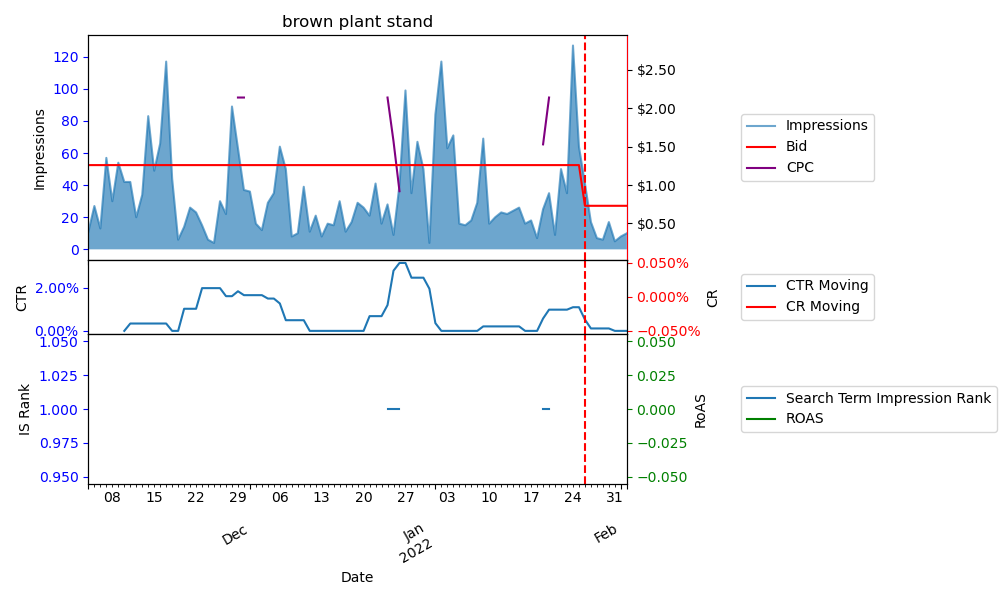 brown plant stand
Impressions
120
100
80
60
40
20
0
$2.50
$2.00
$1.50
$1.00
$0.50
Impressions
Bid
CPC
CTR
2.00%
0.00%
0.050%
0.000%
−0.050%
CR
CTR Moving
CR Moving
IS Rank
1.050
1.025
1.000
0.975
0.950
0.050
0.025
0.000
−0.025
−0.050
RoAS
Search Term Impression Rank
ROAS
08 15 22 29 06 13 20 27 03 10 17 24 31
Dec
Jan
2022
Feb
Date